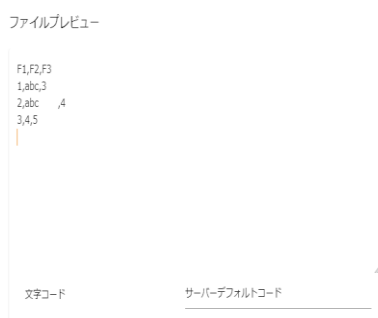 ファイルプレビュー
F1,F2,F3
1,abc,3
2,abc    ,4
3,4,5
文字コード
サーバーデフォルトコード